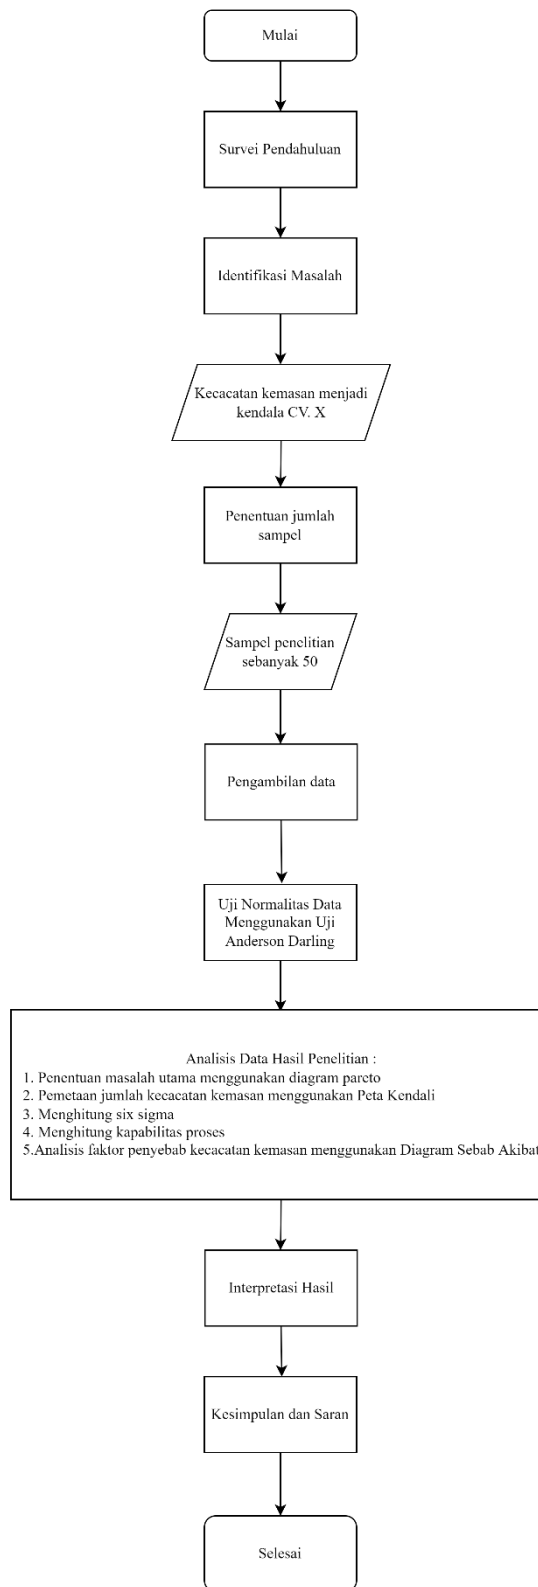 Mulai
Survei Pendahuluan
Identifikasi Masalah
Kecacatan kemasan menjadi
kendala CV. X
Penentuan jumlah
sampel
Sampel penelitian
sebanyak 50
Pengambilan data
Uji Normalitas Data
Menggunakan Uji
Anderson Darling
Analisis Data Hasil Penelitian :
1. Penentuan masalah utama menggunakan diagram pareto
2. Pemetaan jumlah kecacatan kemasan menggunakan Peta Kendali
3. Menghitung six sigma
4. Menghitung kapabilitas proses
5.Analisis faktor penyebab kecacatan kemasan menggunakan Diagram Sebab Akibat
Interpretasi Hasil
Kesimpulan dan Saran
Selesai